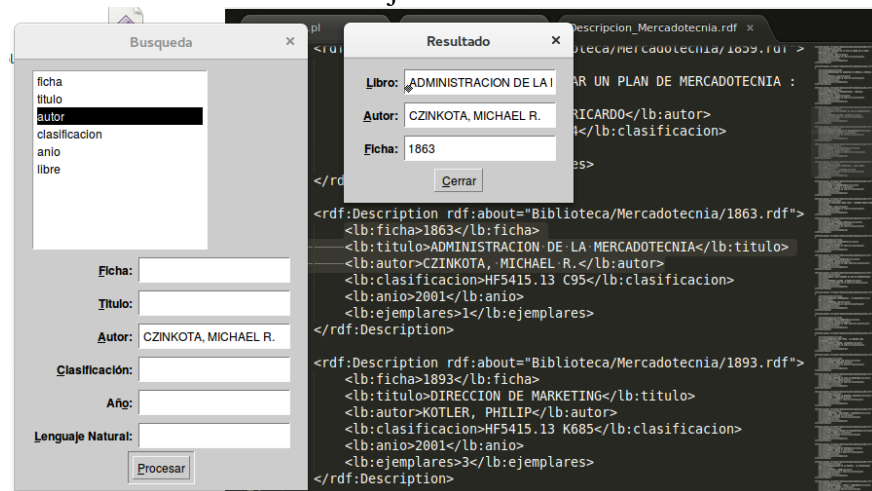 Busqueda ×
ficha
titulo
autor
clasificacion
anio
libre
Ficha:
Titulo:
Autor: CZINKOTA, MICHAEL R.
Clasificación:
Año:
Lenguaje Natural:
Procesar
Resultado ×
Libro: ADMINISTRACION DE LA
Autor: CZINKOTA, MICHAEL R.
Ficha: 1863
Cerrar
.pl
Descripcion_Mercadotecnia.rdf ×
oteca/Mercadotecnia/1859.rdf">
AR UN PLAN DE MERCADOTECNIA :
RICARDO</lb:autor>
4</lb:clasificacion>
es>
</rd
<rdf:Description rdf:about="Biblioteca/Mercadotecnia/1863.rdf">
<lb:ficha>1863</lb:ficha>
<lb:titulo>ADMINISTRACION·DE·LA·MERCADOTECNIA</lb:titulo>
<lb:autor>CZINKOTA,·MICHAEL·R.</lb:autor>
<lb:clasificacion>HF5415.13 C95</lb:clasificacion>
<lb:anio>2001</lb:anio>
<lb:ejemplares>1</lb:ejemplares>
</rdf:Description>
<rdf:Description rdf:about="Biblioteca/Mercadotecnia/1893.rdf">
<lb:ficha>1893</lb:ficha>
<lb:titulo>DIRECCION DE MARKETING</lb:titulo>
<lb:autor>KOTLER, PHILIP</lb:autor>
<lb:clasificacion>HF5415.13 K685</lb:clasificacion>
<lb:anio>2001</lb:anio>
<lb:ejemplares>3</lb:ejemplares>
</rdf:Description>